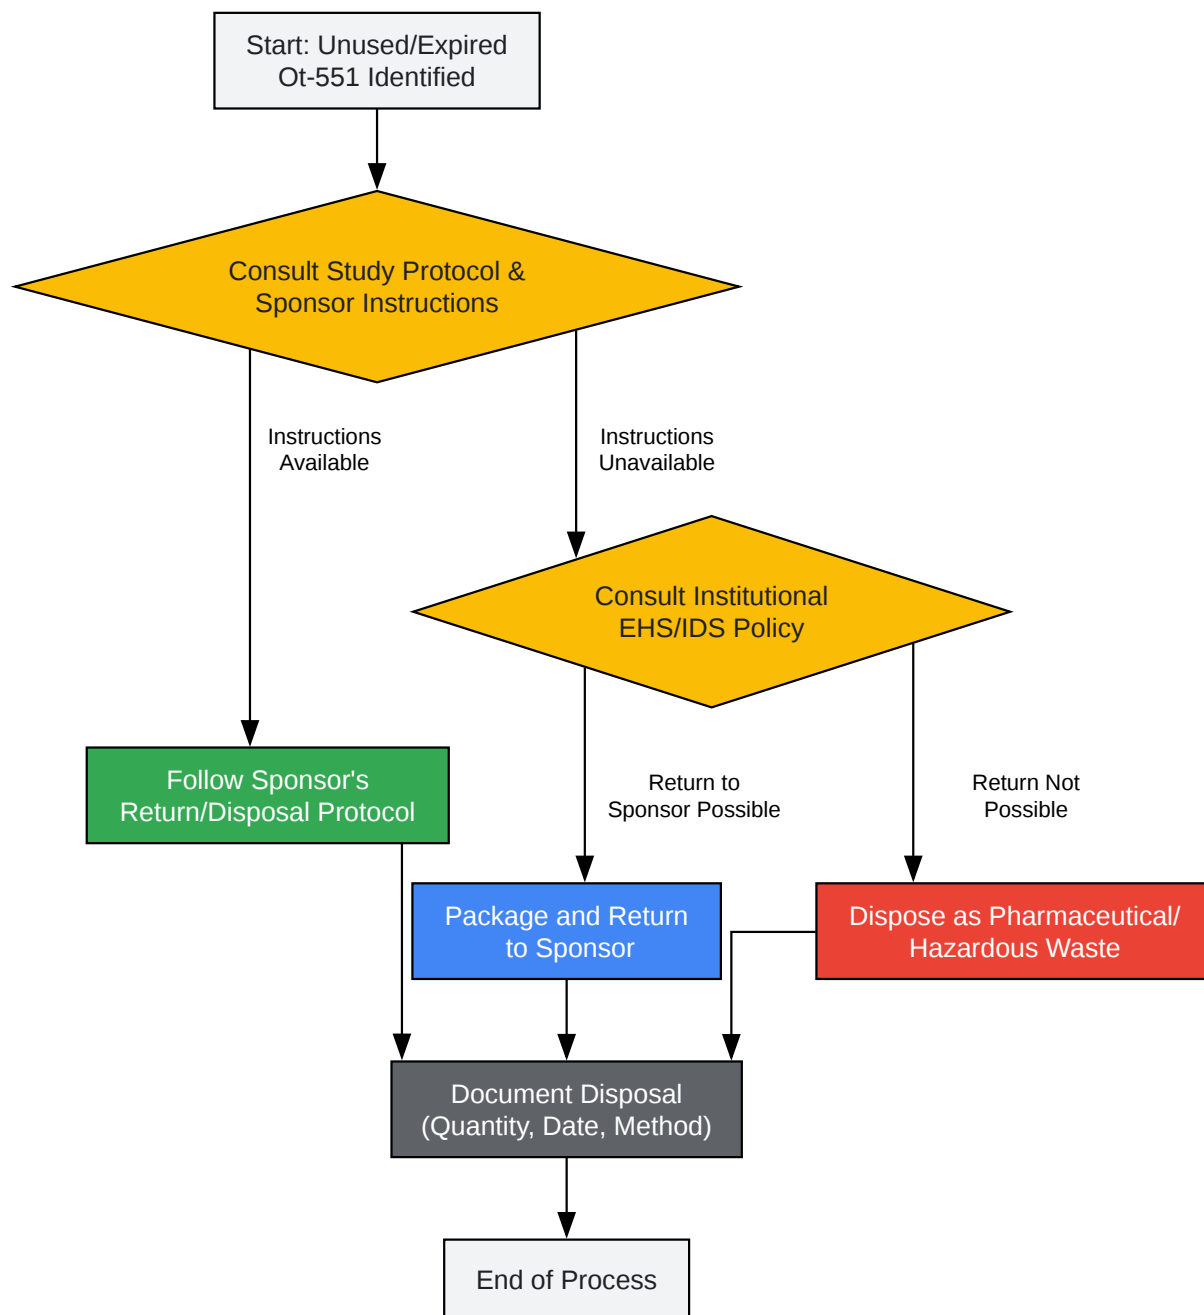 Start: Unused/Expired
Ot-551 Identified
Consult Study Protocol &
Sponsor Instructions
Instructions
Available
Instructions
Unavailable
Consult Institutional
EHS/IDS Policy
Follow Sponsor's
Return/Disposal Protocol
Return to
Sponsor Possible
Return Not
Possible
Package and Return
to Sponsor
Dispose as Pharmaceutical/
Hazardous Waste
Document Disposal
(Quantity, Date, Method)
End of Process